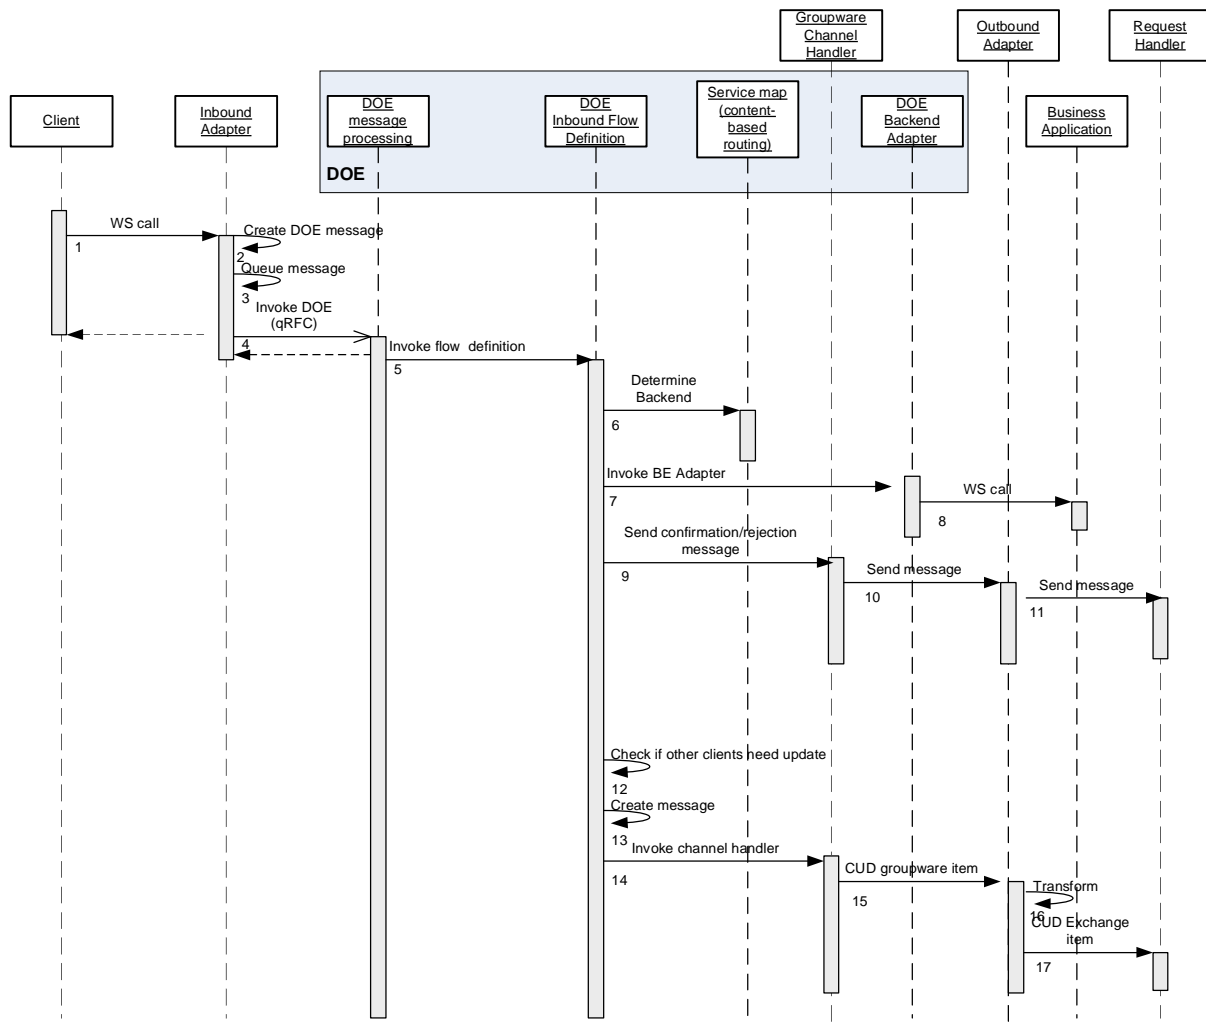 Groupware
Channel
Handler
Outbound
Adapter
Request
Handler
Client
Inbound
Adapter
DOE
message
processing
DOE
Inbound Flow
Definition
Service map
(content-
based
routing)
DOE
Backend
Adapter
Business
Application
DOE
WS call
1
Create DOE message
2
Queue message
3
Invoke DOE
(qRFC)
4
Invoke flow definition
5
Determine
Backend
6
Invoke BE Adapter
7
WS call
8
Send confirmation/rejection
message
9
Send message
10
Send message
11
Check if other clients need update
12
Create message
13
Invoke channel handler
14
CUD groupware item
15
Transform
16
CUD Exchange
item
17